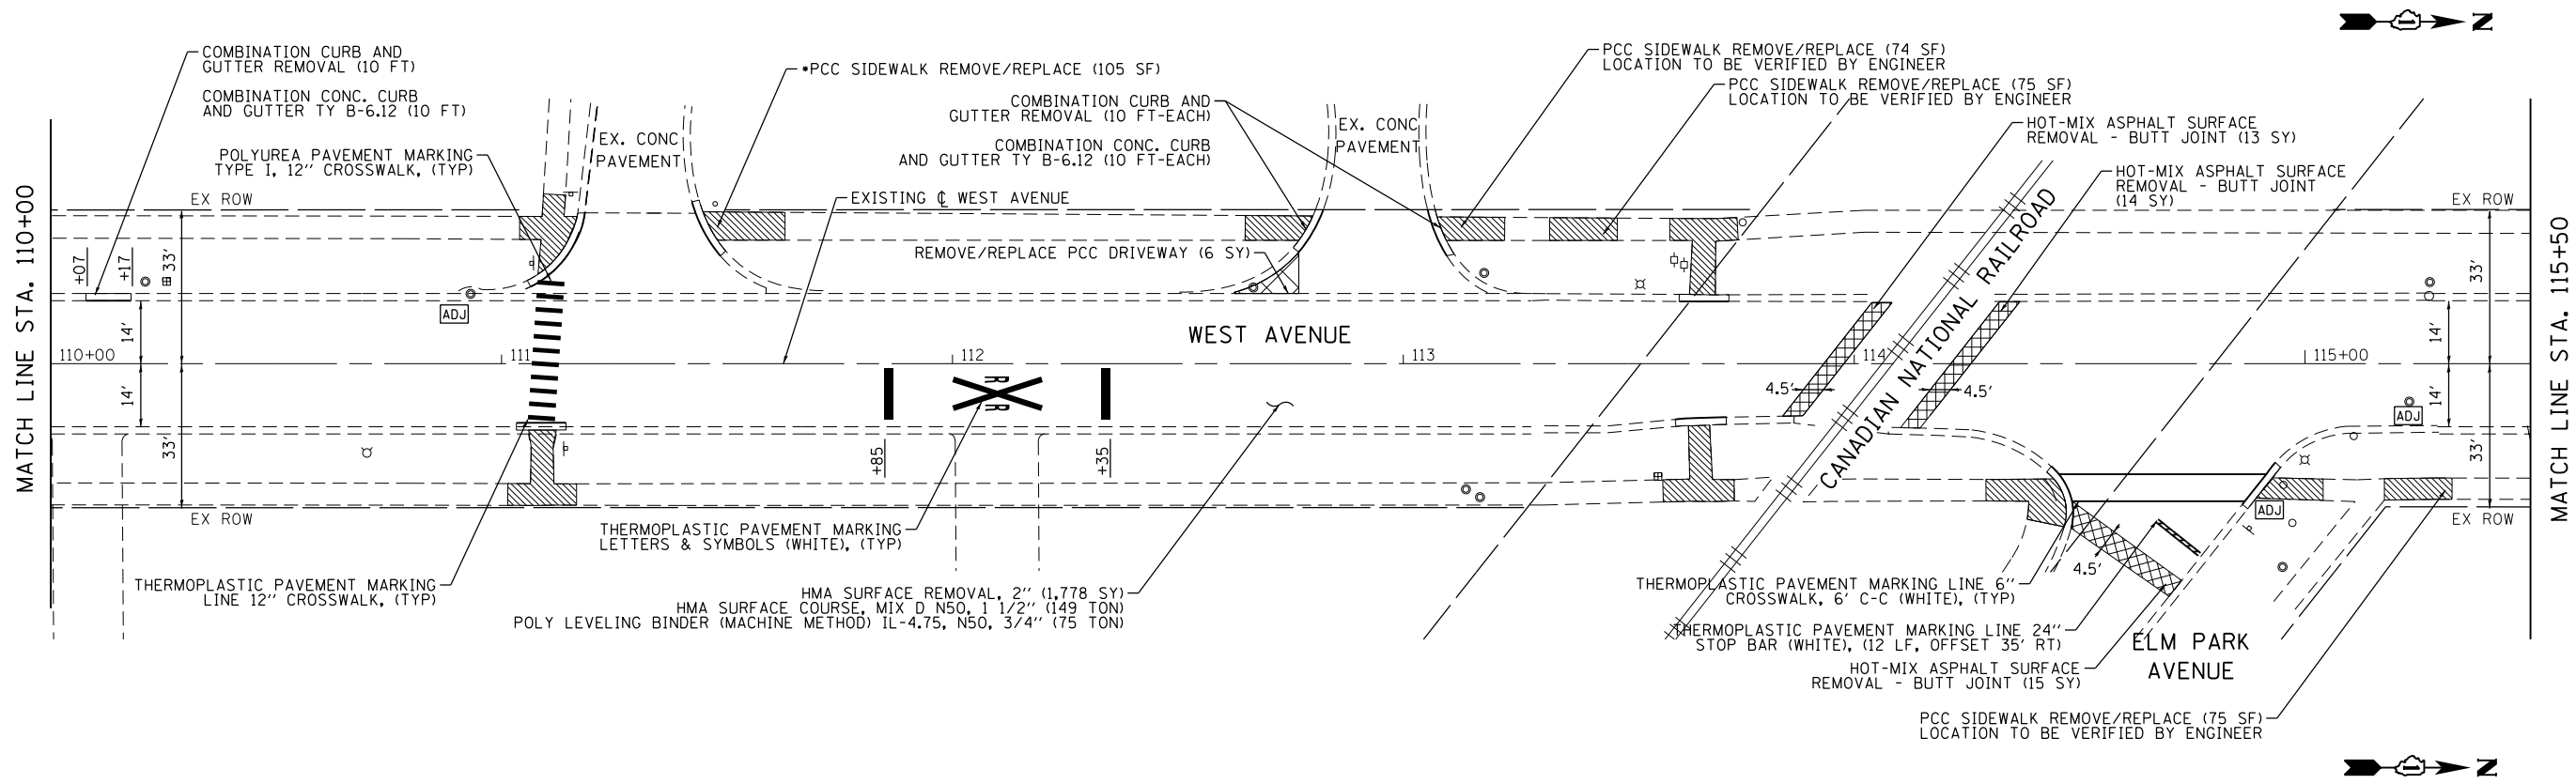 N
COMBINATION CURB AND
GUTTER REMOVAL (10 FT)
COMBINATION CONC. CURB
AND GUTTER TY B-6.12 (10 FT)
POLYUREA PAVEMENT MARKING
TYPE I, 12" CROSSWALK, (TYP)
EX. CONC
PAVEMENT
*PCC SIDEWALK REMOVE/REPLACE (105 SF)
COMBINATION CURB AND
GUTTER REMOVAL (10 FT-EACH)
COMBINATION CONC. CURB
AND GUTTER TY B-6.12 (10 FT-EACH)
EXISTING ℄ WEST AVENUE
REMOVE/REPLACE PCC DRIVEWAY (6 SY)
EX. CONC
PAVEMENT
PCC SIDEWALK REMOVE/REPLACE (74 SF)
LOCATION TO BE VERIFIED BY ENGINEER
PCC SIDEWALK REMOVE/REPLACE (75 SF)
LOCATION TO BE VERIFIED BY ENGINEER
HOT-MIX ASPHALT SURFACE
REMOVAL - BUTT JOINT (13 SY)
HOT-MIX ASPHALT SURFACE
REMOVAL - BUTT JOINT
(14 SY)
MATCH LINE STA. 110+00
EX ROW
EX ROW
+07
+17
33'
14'
ADJ
WEST AVENUE
CANADIAN NATIONAL RAILROAD
33'
14'
MATCH LINE STA. 115+50
110+00
111
112
113
114
115+00
14'
33'
R
R
+85
+35
4.5'
4.5'
14'
33'
ADJ
EX ROW
EX ROW
ADJ
THERMOPLASTIC PAVEMENT MARKING
LETTERS & SYMBOLS (WHITE), (TYP)
THERMOPLASTIC PAVEMENT MARKING
LINE 12" CROSSWALK, (TYP)
HMA SURFACE REMOVAL, 2" (1,778 SY)
HMA SURFACE COURSE, MIX D N50, 1 1/2" (149 TON)
POLY LEVELING BINDER (MACHINE METHOD) IL-4.75, N50, 3/4" (75 TON)
4.5'
THERMOPLASTIC PAVEMENT MARKING LINE 6"
CROSSWALK, 6' C-C (WHITE), (TYP)
THERMOPLASTIC PAVEMENT MARKING LINE 24"
STOP BAR (WHITE), (12 LF, OFFSET 35' RT)
HOT-MIX ASPHALT SURFACE
REMOVAL - BUTT JOINT (15 SY)
ELM PARK
AVENUE
PCC SIDEWALK REMOVE/REPLACE (75 SF)
LOCATION TO BE VERIFIED BY ENGINEER
N